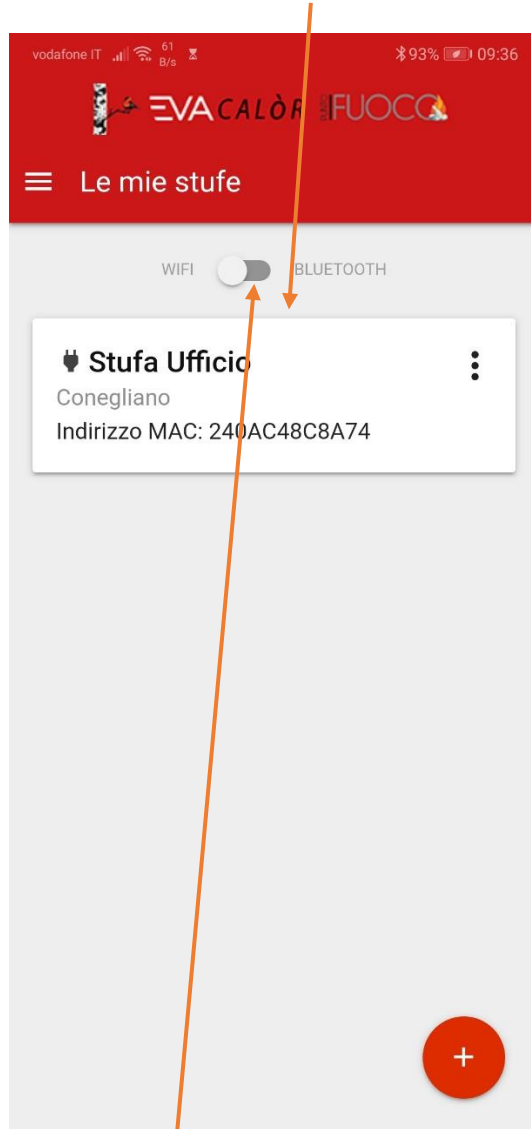 vodafone IT 61 B/s 93% 09:36
EVACALÒR PUNTO FUOCO
Le mie stufe
WIFI BLUETOOTH
Stufa Ufficio
Conegliano
Indirizzo MAC: 240AC48C8A74
+